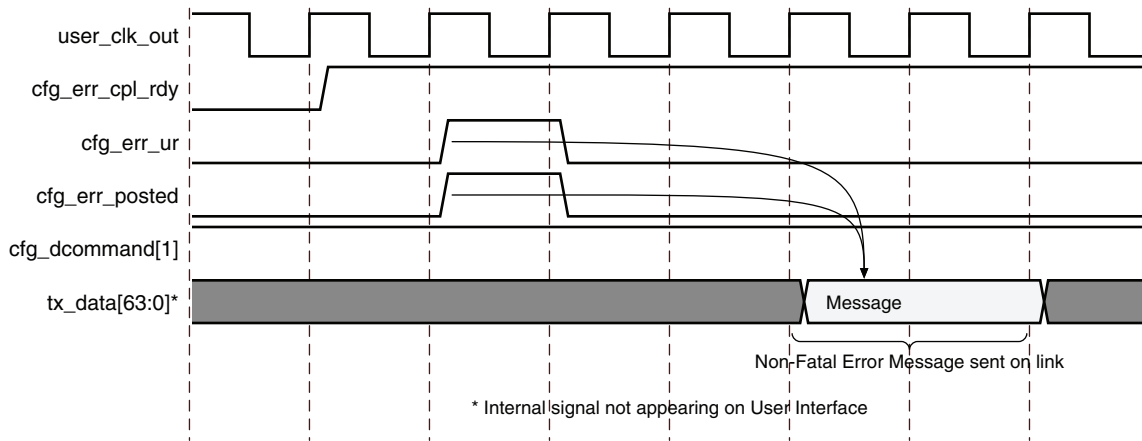 user_clk_out
cfg_err_cpl_rdy
cfg_err_ur
cfg_err_posted
cfg_dcommand[1]
tx_data[63:0]*
Message
Non-Fatal Error Message sent on link
* Internal signal not appearing on User Interface